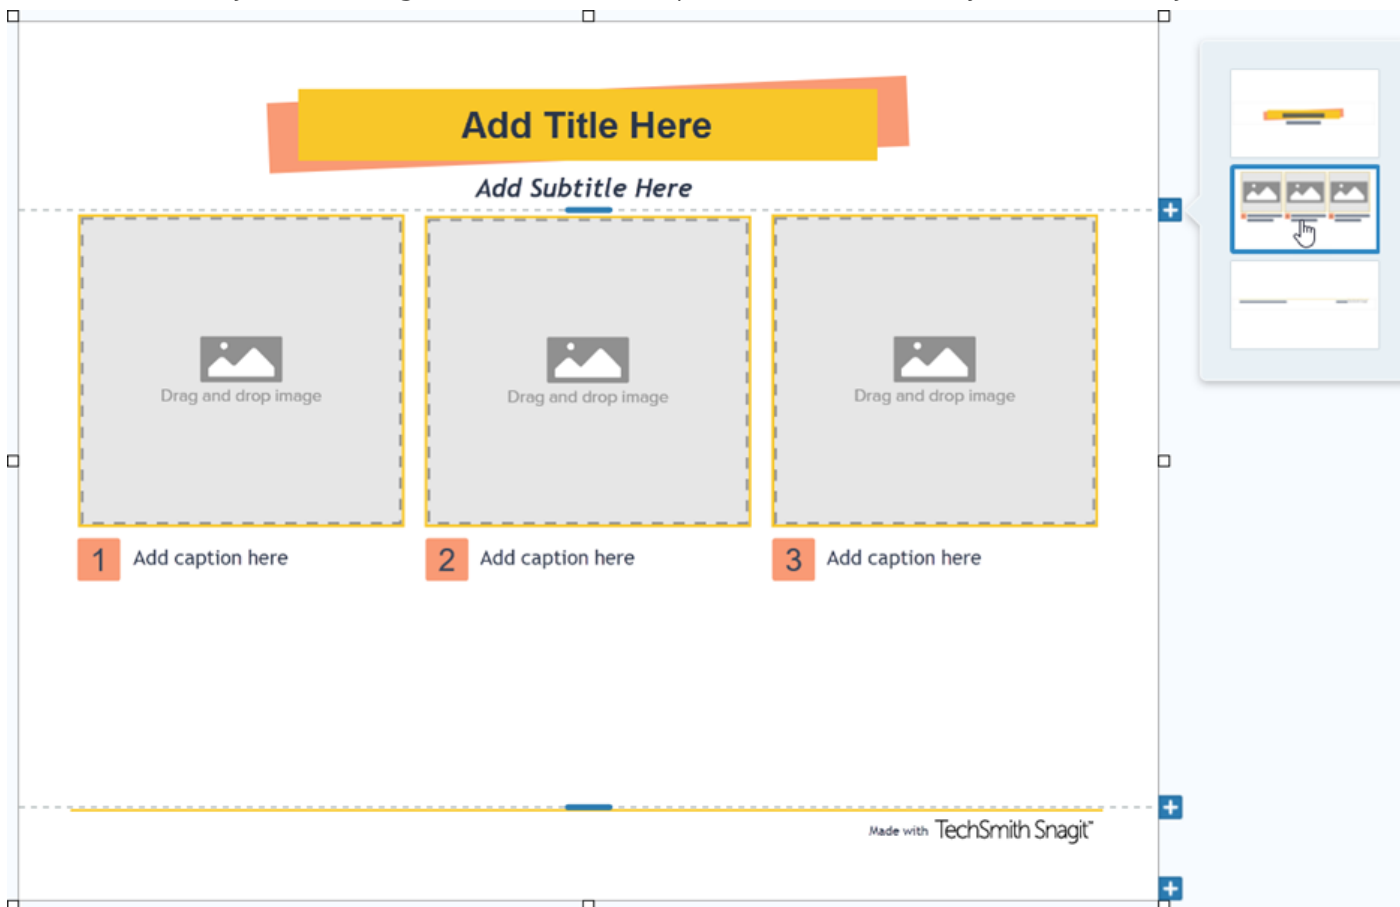 Add Title Here
Add Subtitle Here
Drag and drop image
Drag and drop image
Drag and drop image
1 Add caption here
2 Add caption here
3 Add caption here
Made with TechSmith Snagit™